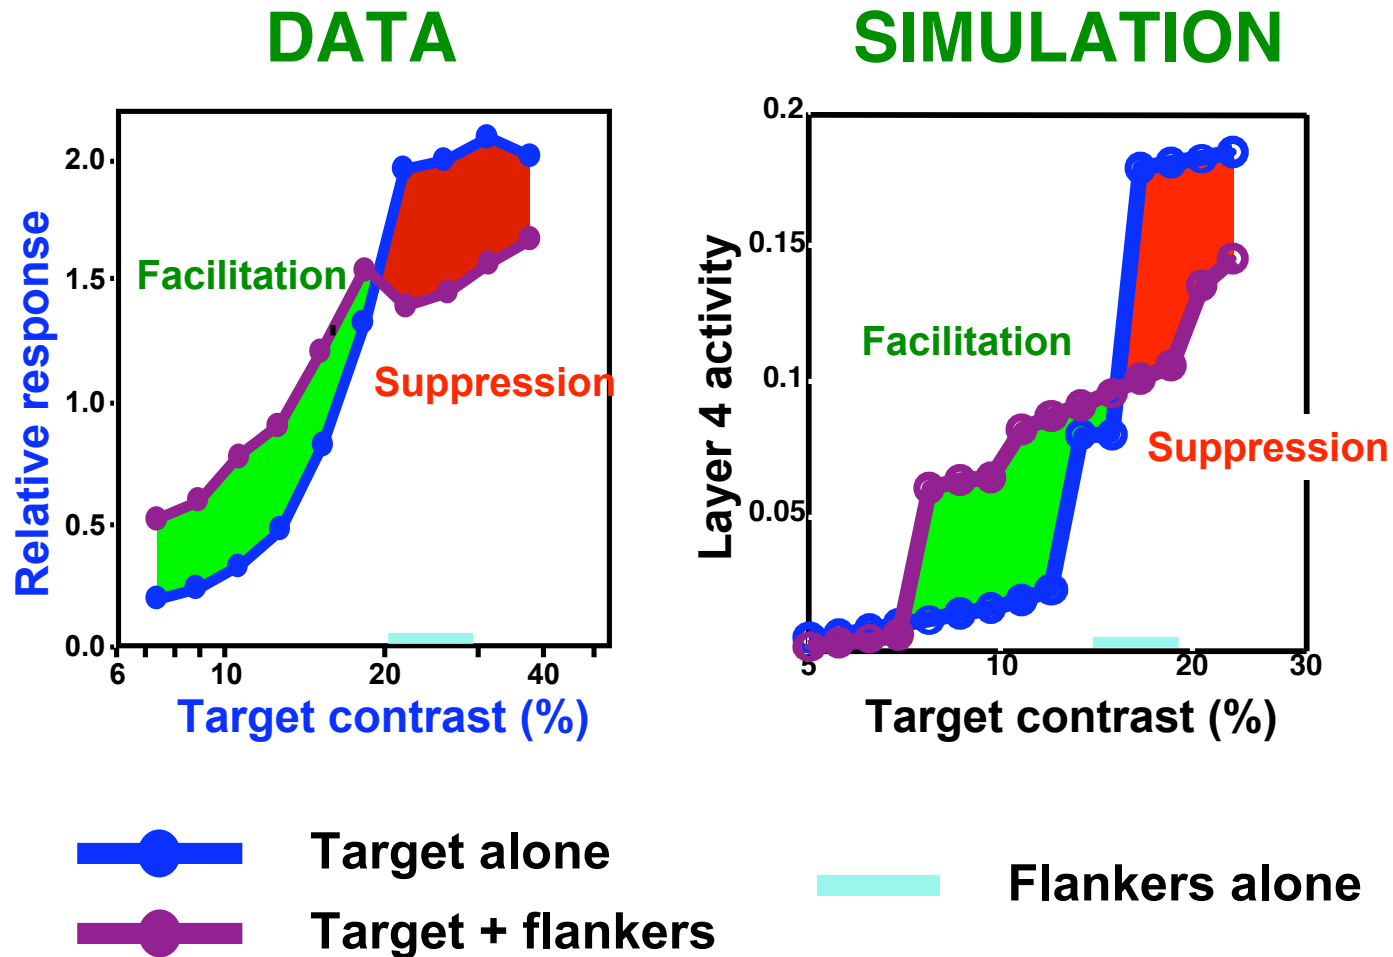 DATA
SIMULATION
2.0
1.5
1.0
0.5
0.0
Relative response
Facilitation
Suppression
6
10
20
40
Target contrast (%)
0.2
0.15
0.1
0.05
Layer 4 activity
Facilitation
Suppression
5
10
20
30
Target contrast (%)
Target alone
Target + flankers
Flankers alone